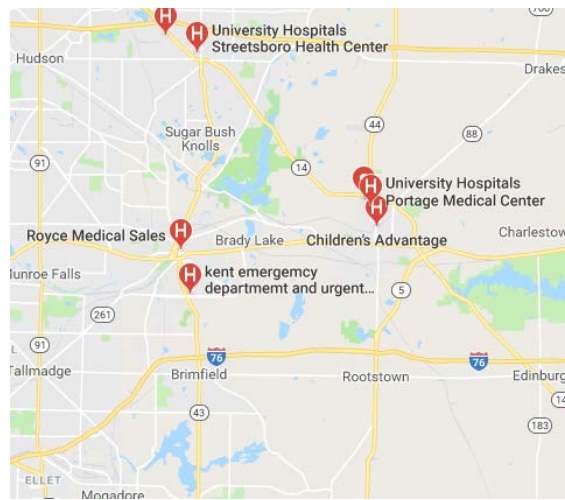 700
University Hospitals
Streetsboro Health Center
Hudson
Drakes
Sugar Bush
Knolls
44
88
91
14
University Hospitals
Portage Medical Center
Royce Medical Sales
Brady Lake
Children's Advantage
Charlestow
Munroe Falls
kent emergemcy
departmemt and urgent...
5
261
91
76
76
Tallmadge
Brimfield
Rootstown
Edinburg
14
43
183
ELLET
Mogadore
H
H
H
H
H
H